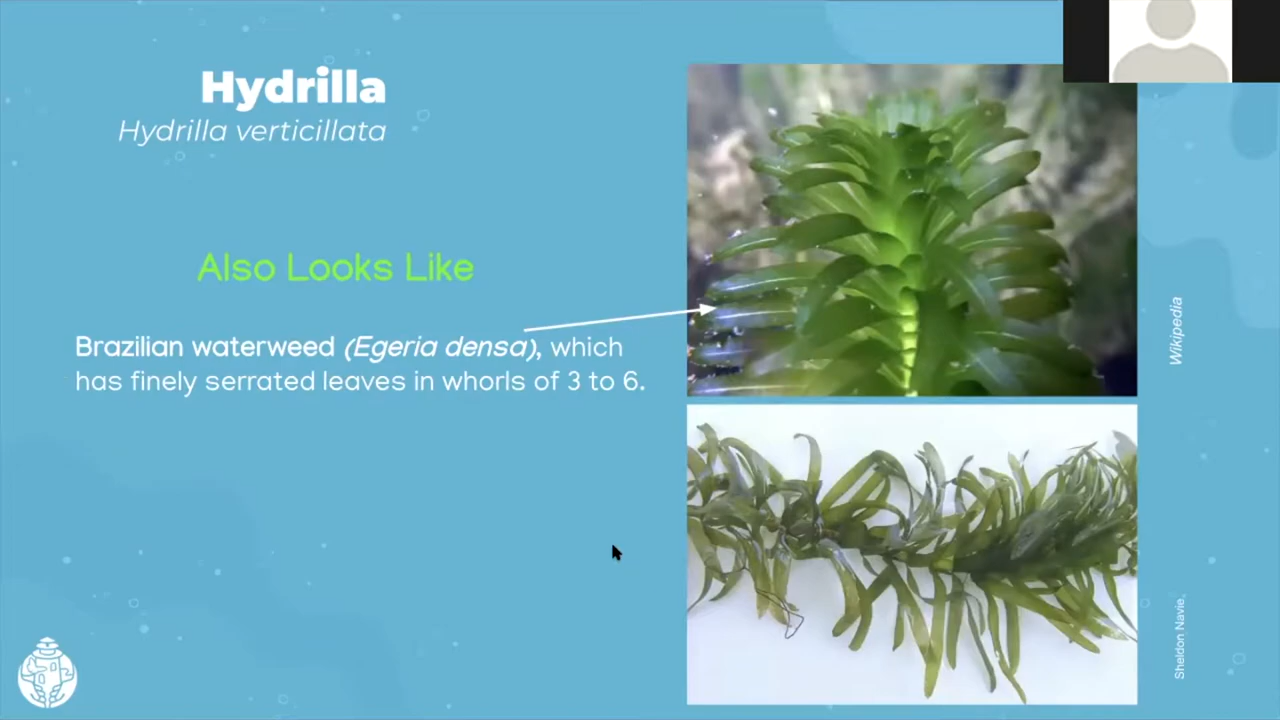 Hydrilla
Hydrilla verticillata
Also Looks Like
Brazilian waterweed (Egeria densa), which
has finely serrated leaves in whorls of 3 to 6.
Wikipedia
Sheldon Navie